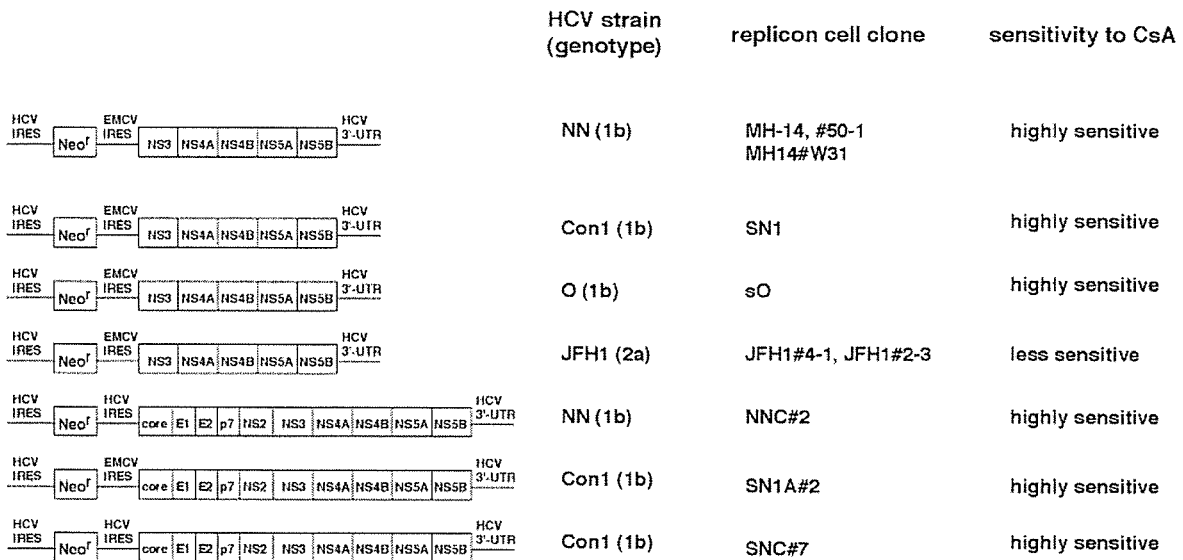 HCV strain
(genotype) replicon cell clone sensitivity to CsA
HCV IRES Neoʳ EMCV IRES NS3 NS4A NS4B NS5A NS5B HCV 3'-UTR NN (1b) MH-14, #50-1 highly sensitive
MH14#W31
HCV IRES Neoʳ EMCV IRES NS3 NS4A NS4B NS5A NS5B HCV 3'-UTR Con1 (1b) SN1 highly sensitive
HCV IRES Neoʳ EMCV IRES NS3 NS4A NS4B NS5A NS5B HCV 3'-UTR O (1b) sO highly sensitive
HCV IRES Neoʳ EMCV IRES NS3 NS4A NS4B NS5A NS5B HCV 3'-UTR JFH1 (2a) JFH1#4-1, JFH1#2-3 less sensitive
HCV IRES Neoʳ HCV IRES core E1 E2 p7 NS2 NS3 NS4A NS4B NS5A NS5B HCV 3'-UTR NN (1b) NNC#2 highly sensitive
HCV IRES Neoʳ EMCV IRES core E1 E2 p7 NS2 NS3 NS4A NS4B NS5A NS5B HCV 3'-UTR Con1 (1b) SN1A#2 highly sensitive
HCV IRES Neoʳ HCV IRES core E1 E2 p7 NS2 NS3 NS4A NS4B NS5A NS5B HCV 3'-UTR Con1 (1b) SNC#7 highly sensitive